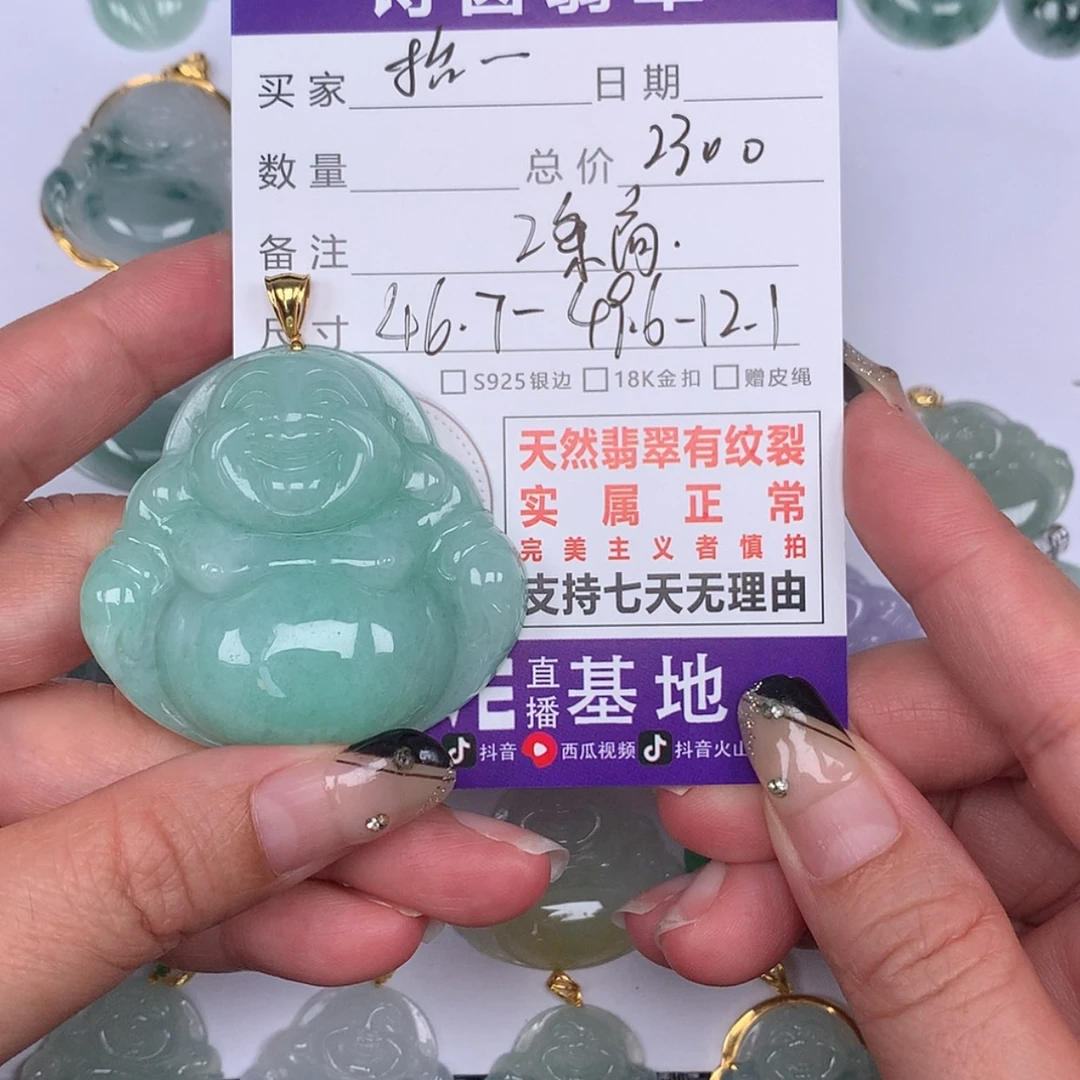 买家 抬一 日期
数量 总价 2300
备注 2条
尺寸 46.7-49.6-12.1
□S925银边 □18K金扣 □赠皮绳
天然翡翠有纹裂
实属正常
完美主义者慎拍
支持七天无理由
直播基地
抖音 西瓜视频 抖音火山